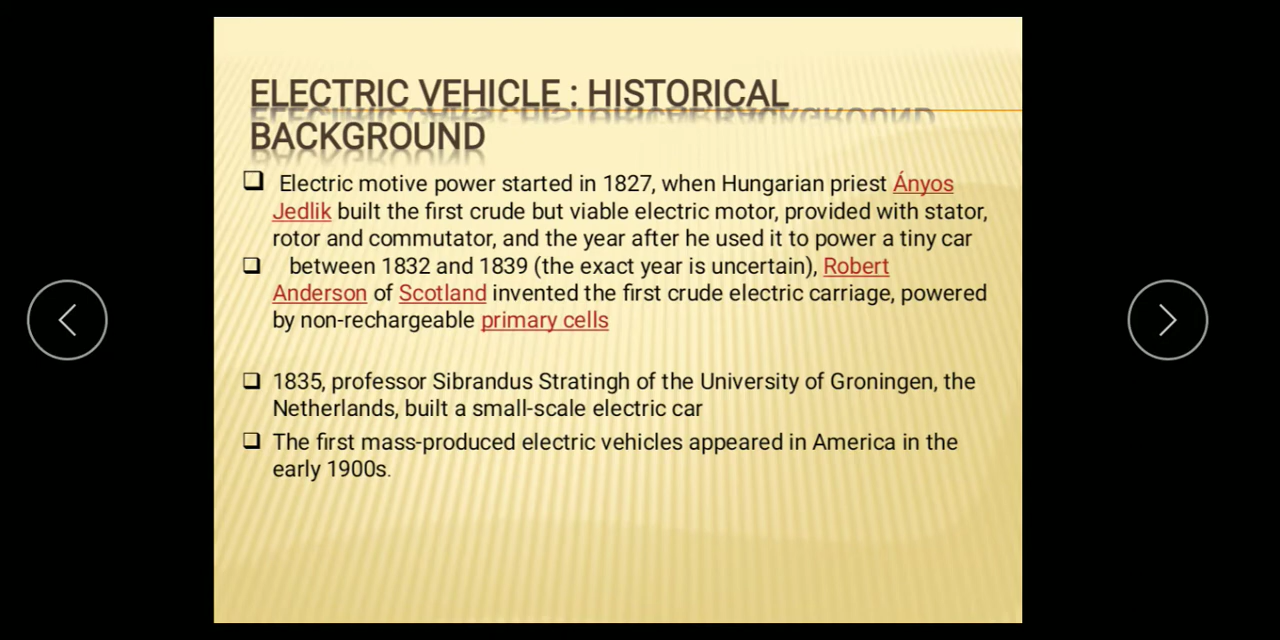 ELECTRIC VEHICLE : HISTORICAL
BACKGROUND
Electric motive power started in 1827, when Hungarian priest Ányos
Jedlik built the first crude but viable electric motor, provided with stator,
rotor and commutator, and the year after he used it to power a tiny car
between 1832 and 1839 (the exact year is uncertain), Robert
Anderson of Scotland invented the first crude electric carriage, powered
by non-rechargeable primary cells
1835, professor Sibrandus Stratingh of the University of Groningen, the
Netherlands, built a small-scale electric car
The first mass-produced electric vehicles appeared in America in the
early 1900s.